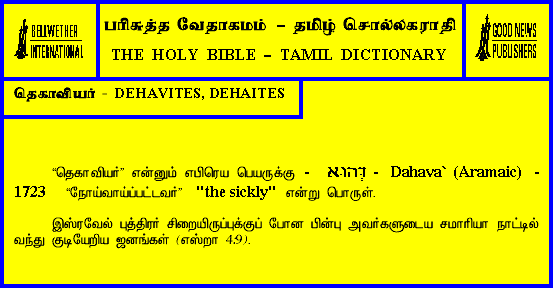 BELLWETHER
INTERNATIONAL
பரிசுத்த வேதாகமம் – தமிழ் சொல்லகராதி
THE HOLY BIBLE – TAMIL DICTIONARY
GOOD NEWS
PUBLISHERS
தெகாவியர் - DEHAVITES, DEHAITES
"தெகாவியர்" என்னும் எபிரெய பெயருக்கு - דֶּהָוֵא - Dahava` (Aramaic) -
1723 "நோய்வாய்ப்பட்டவர்" "the sickly" என்று பொருள்.
இஸ்ரவேல் புத்திரர் சிறையிருப்புக்குப் போன பின்பு அவர்களுடைய சமாரியா நாட்டில்
வந்து குடியேறிய ஜனங்கள் (எஸ்றா 4:9).